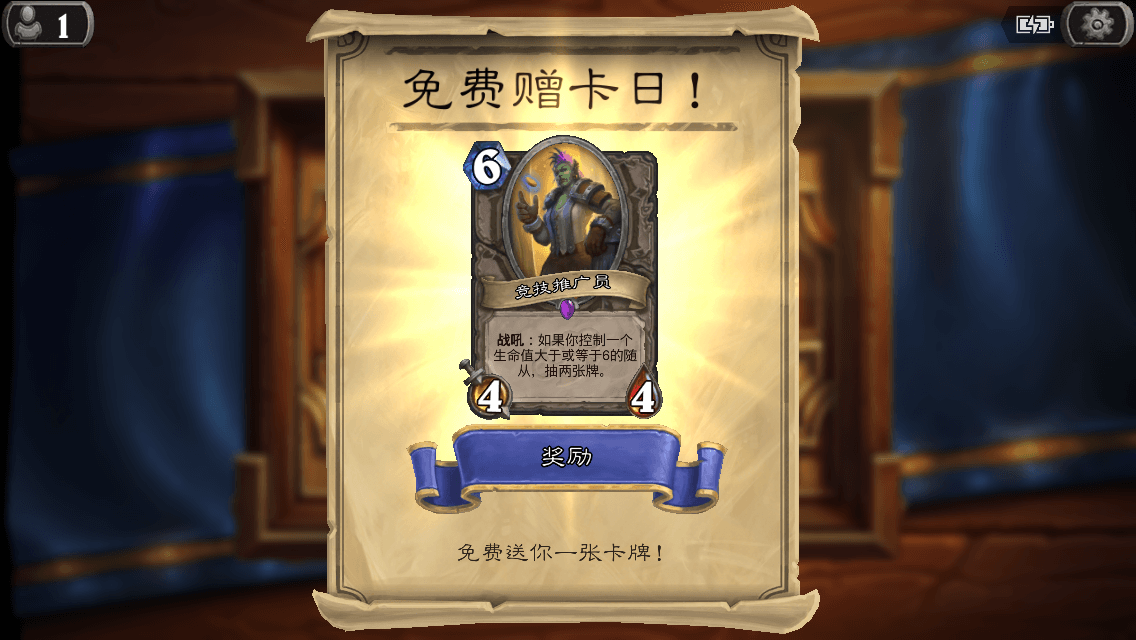 1
免费赠卡日！
6
竞技推广员
战吼：如果你控制一个
生命值大于或等于6的随
从，抽两张牌。
4
4
奖励
免费送你一张卡牌！